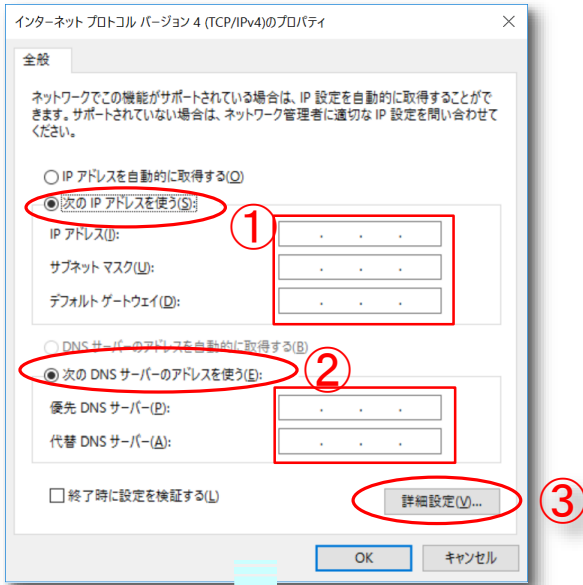 インターネット プロトコル バージョン 4 (TCP/IPv4)のプロパティ
全般
ネットワークでこの機能がサポートされている場合は、IP 設定を自動的に取得することがで
きます。サポートされていない場合は、ネットワーク管理者に適切な IP 設定を問い合わせて
ください。
IP アドレスを自動的に取得する(O)
次の IP アドレスを使う(S):
①
IP アドレス(I):
サブネット マスク(U):
デフォルト ゲートウェイ(D):
DNS サーバーのアドレスを自動的に取得する(B)
次の DNS サーバーのアドレスを使う(E):
②
優先 DNS サーバー(P):
代替 DNS サーバー(A):
終了時に設定を検証する(L)
詳細設定(V)...
③
OK
キャンセル